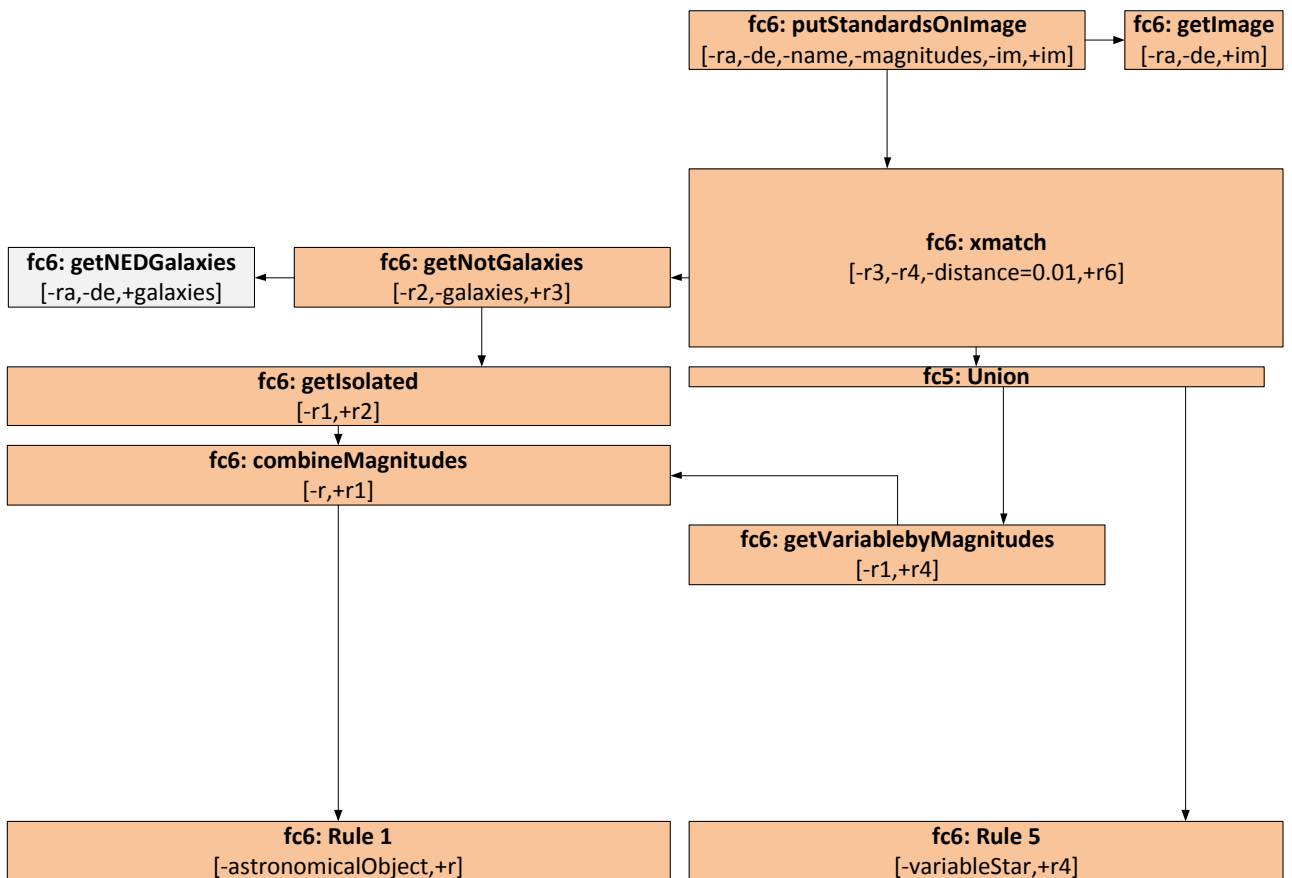 fc6: putStandardsOnImage
[-ra,-de,-name,-magnitudes,-im,+im]
fc6: getImage
[-ra,-de,+im]
fc6: xmatch
[-r3,-r4,-distance=0.01,+r6]
fc6: getNEDGalaxies
[-ra,-de,+galaxies]
fc6: getNotGalaxies
[-r2,-galaxies,+r3]
fc6: getIsolated
[-r1,+r2]
fc5: Union
fc6: combineMagnitudes
[-r,+r1]
fc6: getVariablebyMagnitudes
[-r1,+r4]
fc6: Rule 1
[-astronomicalObject,+r]
fc6: Rule 5
[-variableStar,+r4]